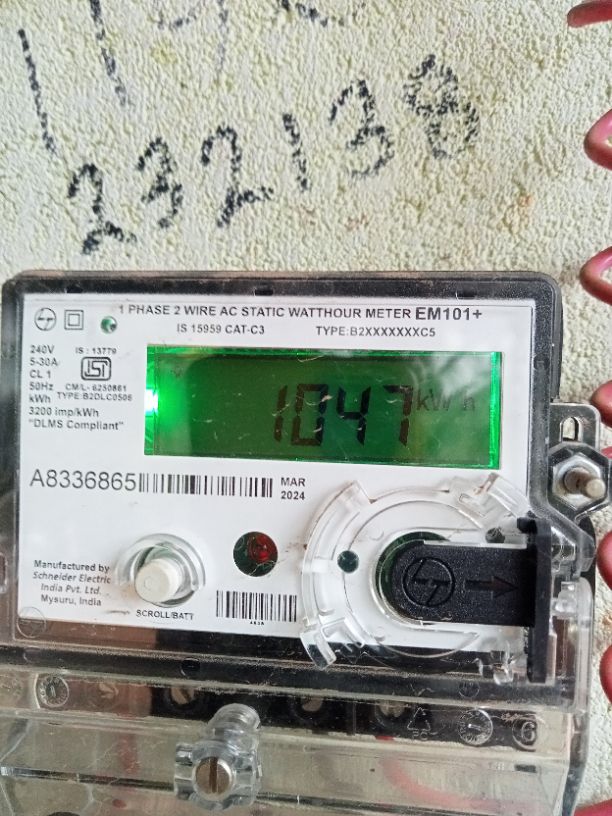 232138
1 PHASE 2 WIRE AC STATIC WATTHOUR METER EM101+
IS 15959 CAT-C3 TYPE:B2XXXXXXXC5
240V
5-30A
CL 1
50Hz
kWh
3200 imp/kWh
"DLMS Compliant"
IS : 13779
ISI
CM/L- 6250861
TYPE: B2DLC0506
1047 kWh
A8336865
MAR
2024
Manufactured by
Schneider Electric
India Pvt. Ltd.
Mysuru, India
SCROLL/BATT